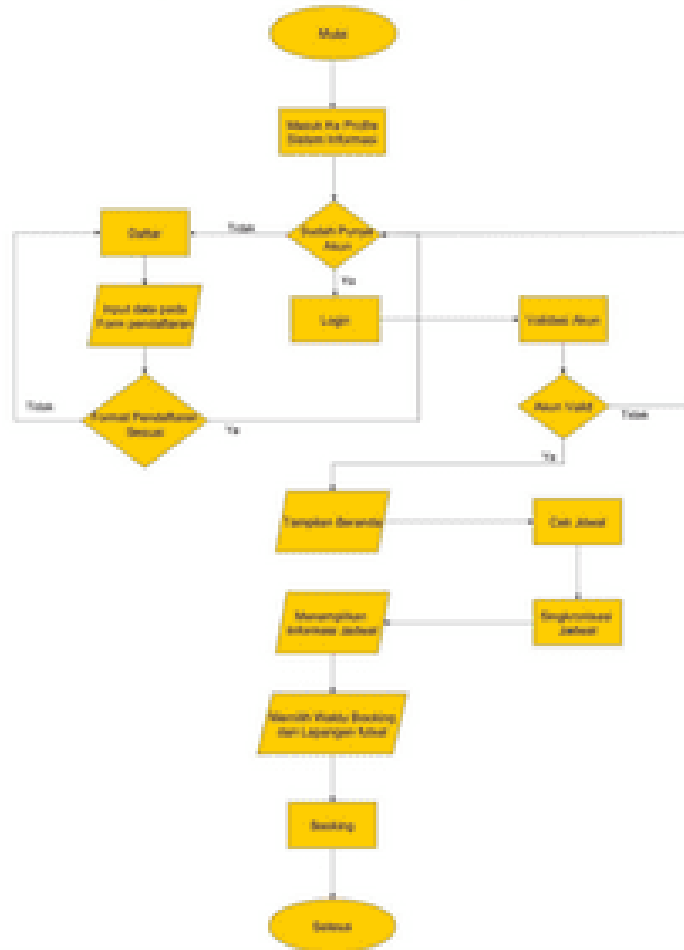 Mulai
Masuk Ke Profile
Sistem Informasi
Sudah Punya
Akun
Tidak
Ya
Daftar
Input data pada
Form pendaftaran
Format Pendaftaran
Sesuai
Tidak
Ya
Login
Validasi Akun
Akun Valid
Tidak
Ya
Tampilan Beranda
Cek Jadwal
Jadwal
Menampilkan
Informasi Jadwal
Memilih Waktu Booking
dan Lapangan futsal
Booking
Selesai